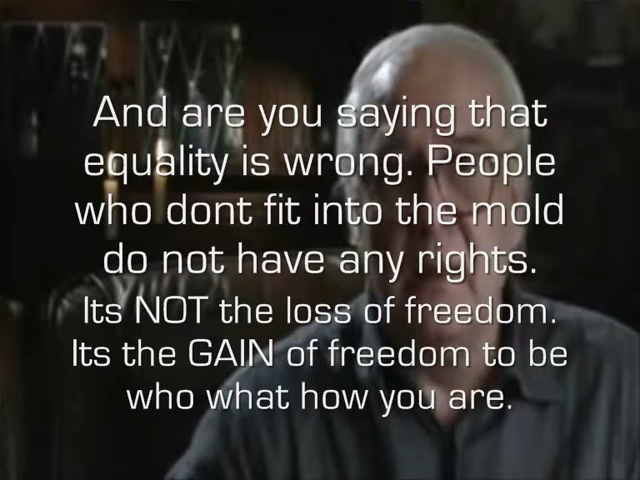 And are you saying that
equality is wrong. People
who dont fit into the mold
do not have any rights.
Its NOT the loss of freedom.
Its the GAIN of freedom to be
who what how you are.